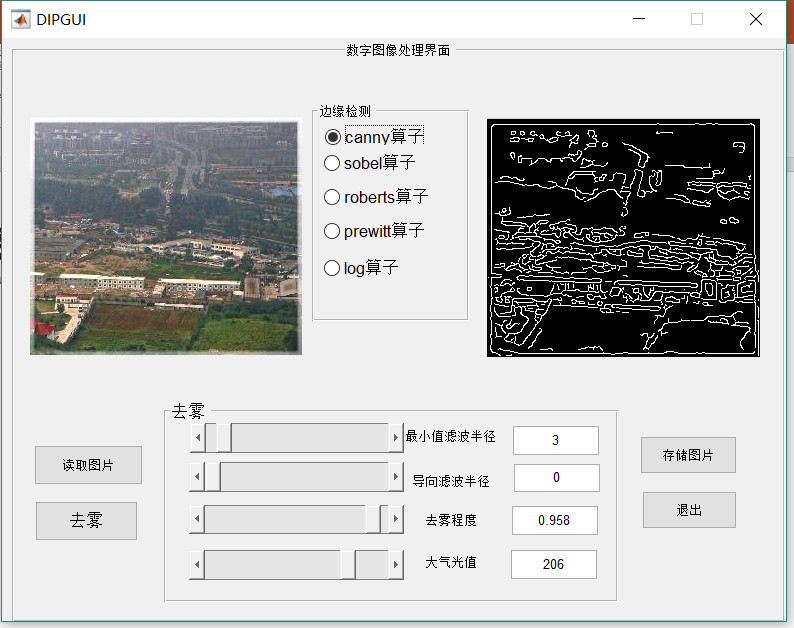 DIPGUI
数字图像处理界面
边缘检测
canny算子
sobel算子
roberts算子
prewitt算子
log算子
去雾
最小值滤波半径
3
导向滤波半径
0
去雾程度
0.958
大气光值
206
读取图片
去雾
存储图片
退出